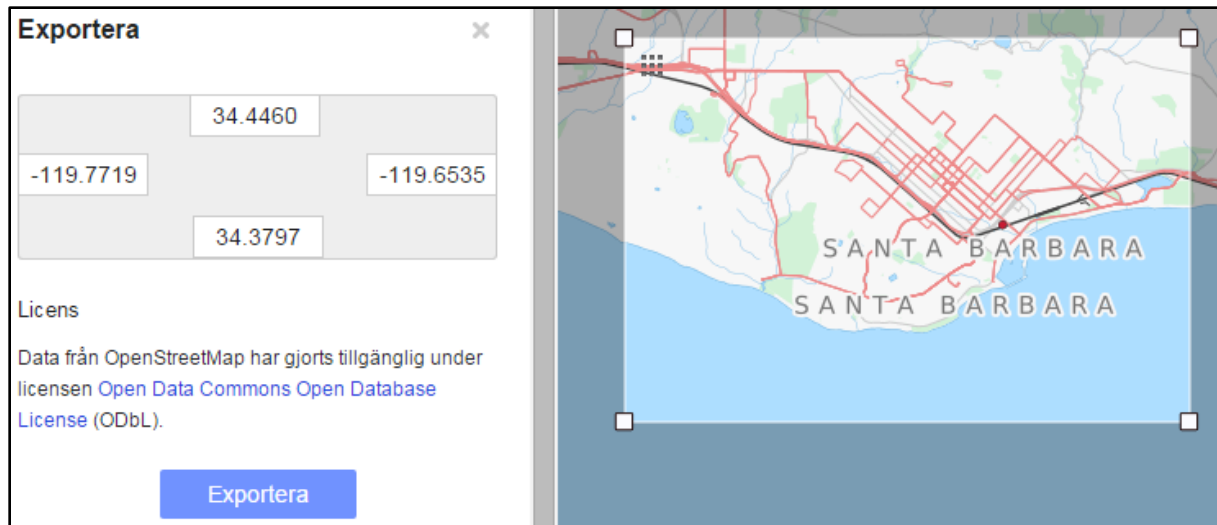 Exportera
×
34.4460
-119.7719
-119.6535
34.3797
Licens
Data från OpenStreetMap har gjorts tillgänglig under
licensen Open Data Commons Open Database
License (ODbL).
Exportera
SANTA BARBARA
SANTA BARBARA